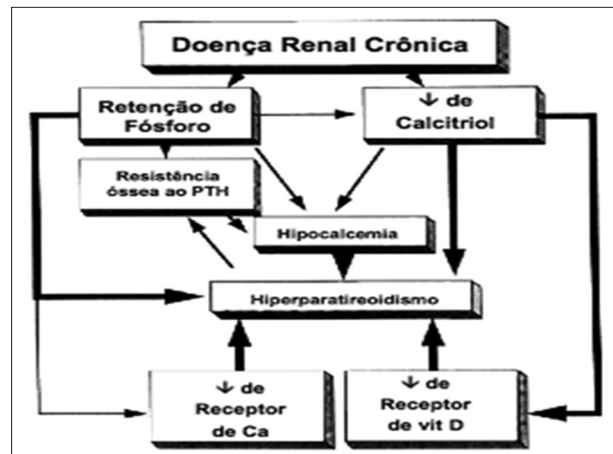 Doença Renal Crônica
Retenção de
Fósforo
↓ de
Calcitriol
Resistência
óssea ao PTH
Hipocalcemia
Hiperparatireoidismo
↓ de
Receptor
de Ca
↓ de
Receptor
de vit D